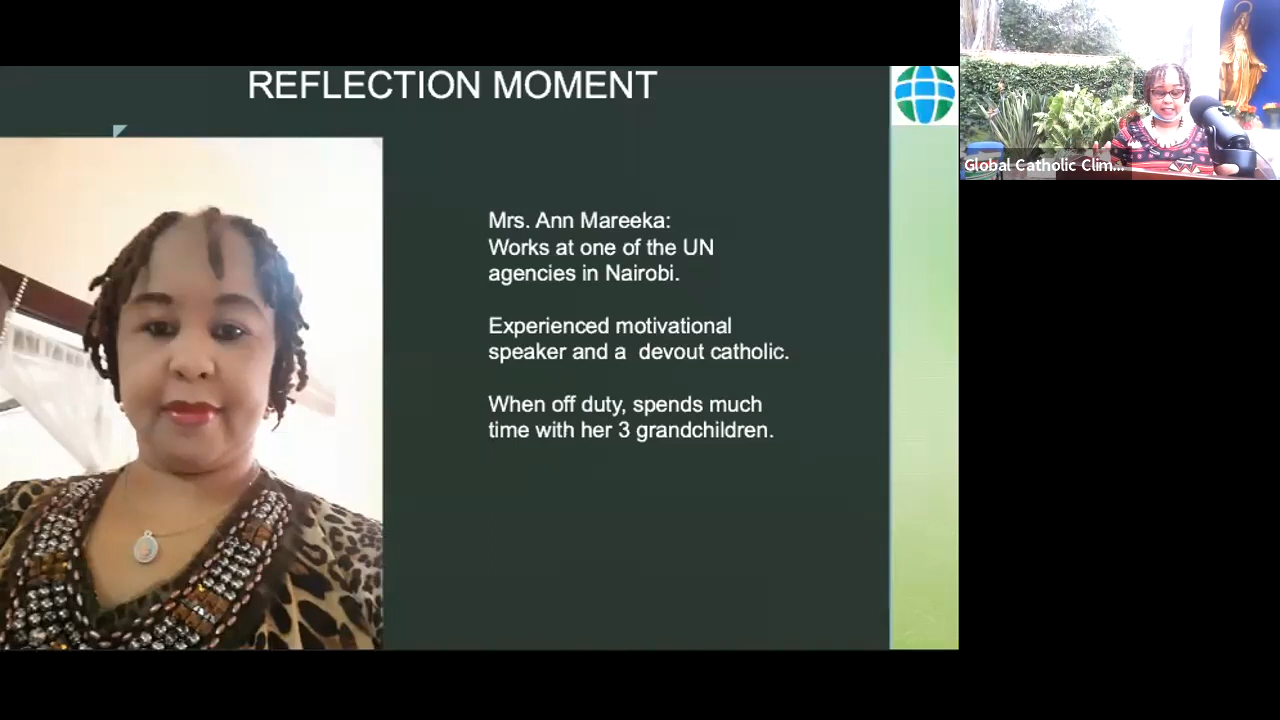 REFLECTION MOMENT
Mrs. Ann Mareeka:
Works at one of the UN
agencies in Nairobi.
Experienced motivational
speaker and a  devout catholic.
When off duty, spends much
time with her 3 grandchildren.
Global Catholic Clim...